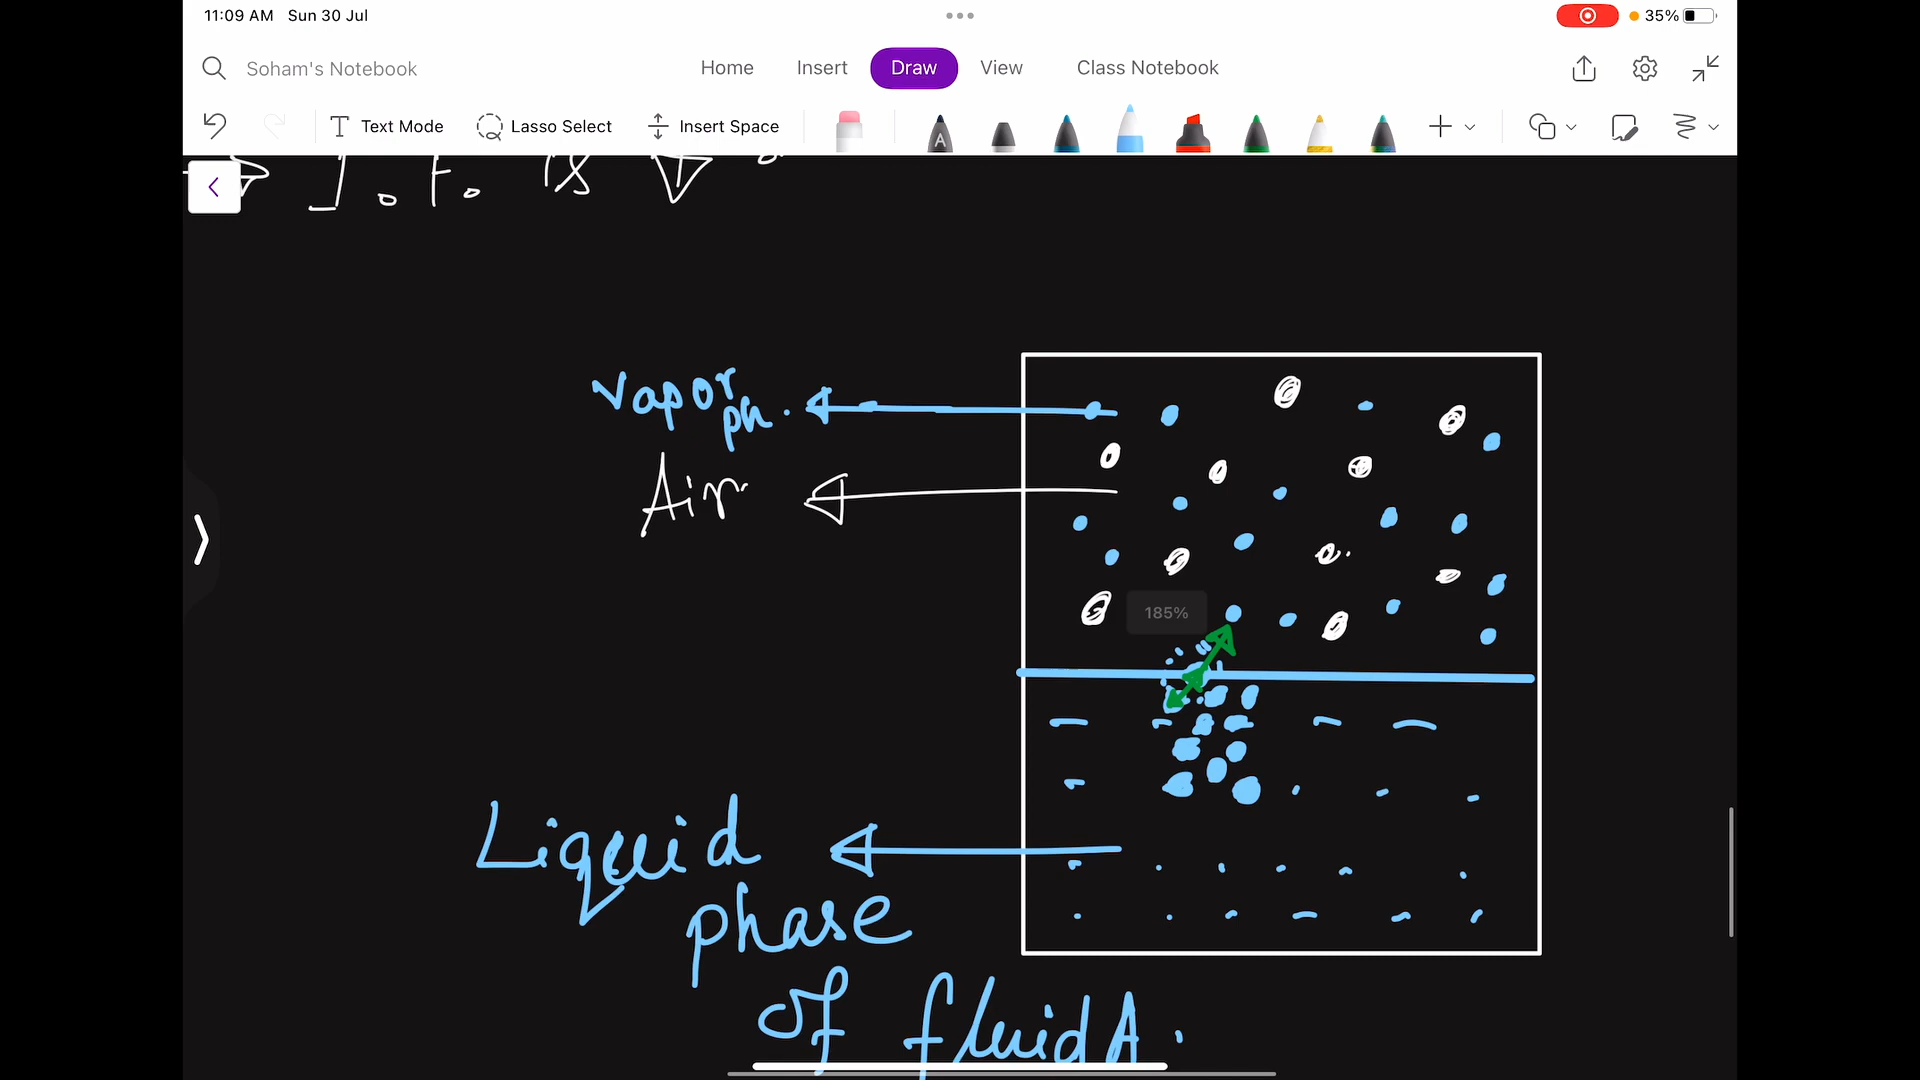 11:09 AM Sun 30 Jul
35%
Soham's Notebook
Home Insert Draw View Class Notebook
Text Mode Lasso Select Insert Space
A
I.F. is
Vapor ph.
Air
185%
Liquid
phase
of fluid A.